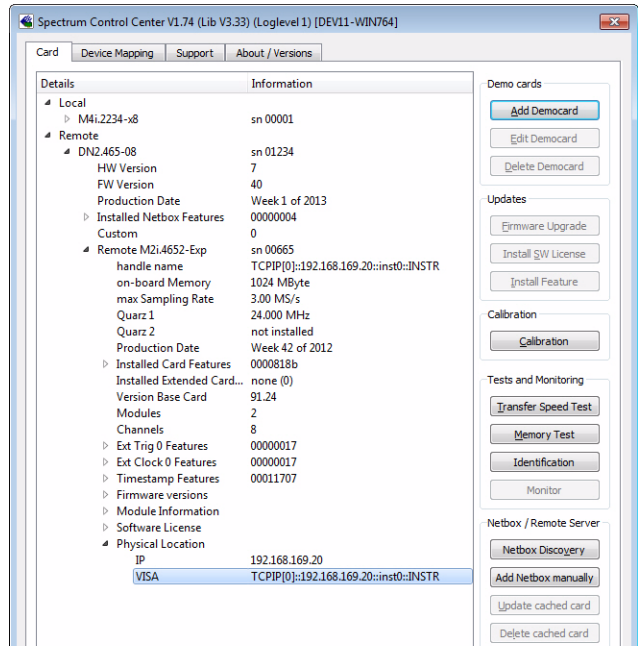 Spectrum Control Center V1.74 (Lib V3.33) (Loglevel 1) [DEV11-WIN764]
Card Device Mapping Support About / Versions
Details Information
Local
M4i.2234-x8 sn 00001
Remote
DN2.465-08 sn 01234
HW Version 7
FW Version 40
Production Date Week 1 of 2013
Installed Netbox Features 00000004
Custom 0
Remote M2i.4652-Exp sn 00665
handle name TCPIP[0]::192.168.169.20::inst0::INSTR
on-board Memory 1024 MByte
max Sampling Rate 3.00 MS/s
Quarz 1 24.000 MHz
Quarz 2 not installed
Production Date Week 42 of 2012
Installed Card Features 0000818b
Installed Extended Card... none (0)
Version Base Card 91.24
Modules 2
Channels 8
Ext Trig 0 Features 00000017
Ext Clock 0 Features 00000017
Timestamp Features 00011707
Firmware versions
Module Information
Software License
Physical Location
IP 192.168.169.20
VISA TCPIP[0]::192.168.169.20::inst0::INSTR
Demo cards
Add Democard
Edit Democard
Delete Democard
Updates
Firmware Upgrade
Install SW License
Install Feature
Calibration
Calibration
Tests and Monitoring
Transfer Speed Test
Memory Test
Identification
Monitor
Netbox / Remote Server
Netbox Discovery
Add Netbox manually
Update cached card
Delete cached card